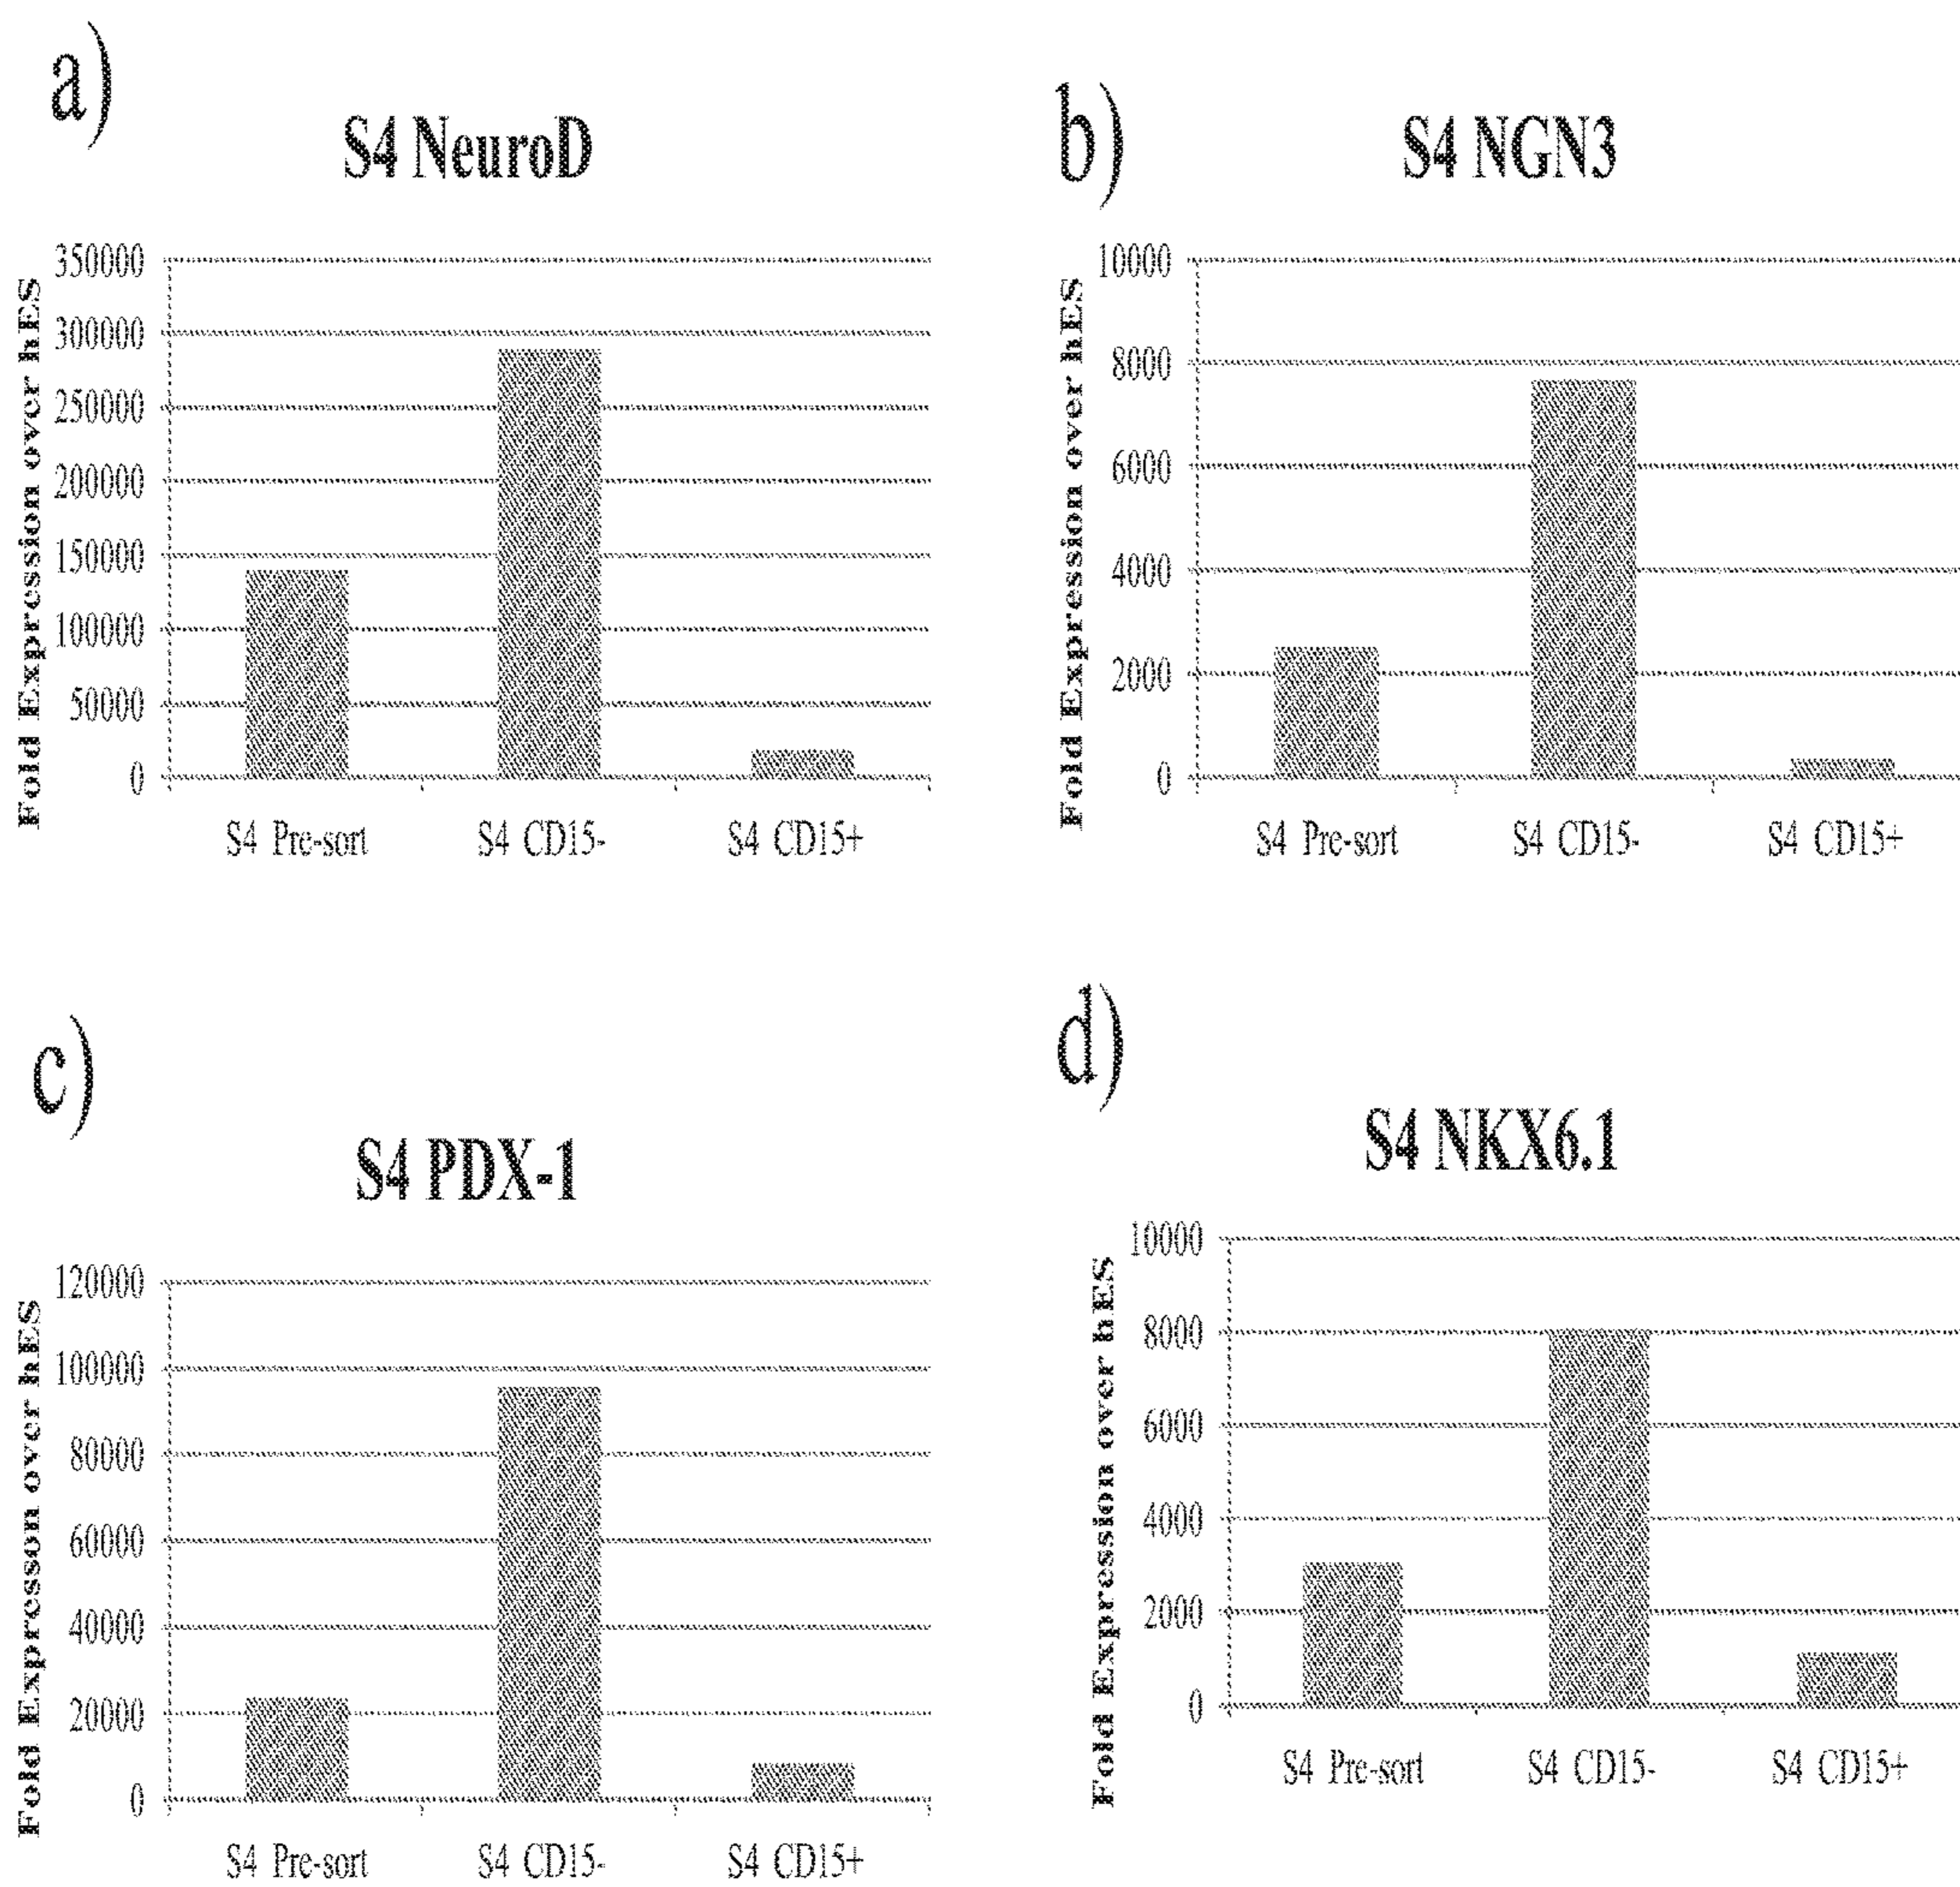 a)
S4 NeuroD
Fold Expression over hES
350000
300000
250000
200000
150000
100000
50000
0
S4 Pre-sort
S4 CD15-
S4 CD15+
b)
S4 NGN3
Fold Expression over hES
10000
8000
6000
4000
2000
0
S4 Pre-sort
S4 CD15-
S4 CD15+
c)
S4 PDX-1
Fold Expresson over hES
120000
100000
80000
60000
40000
20000
0
S4 Pre-sort
S4 CD15-
S4 CD15+
d)
S4 NKX6.1
Fold Expression over hES
10000
8000
6000
4000
2000
0
S4 Pre-sort
S4 CD15-
S4 CD15+